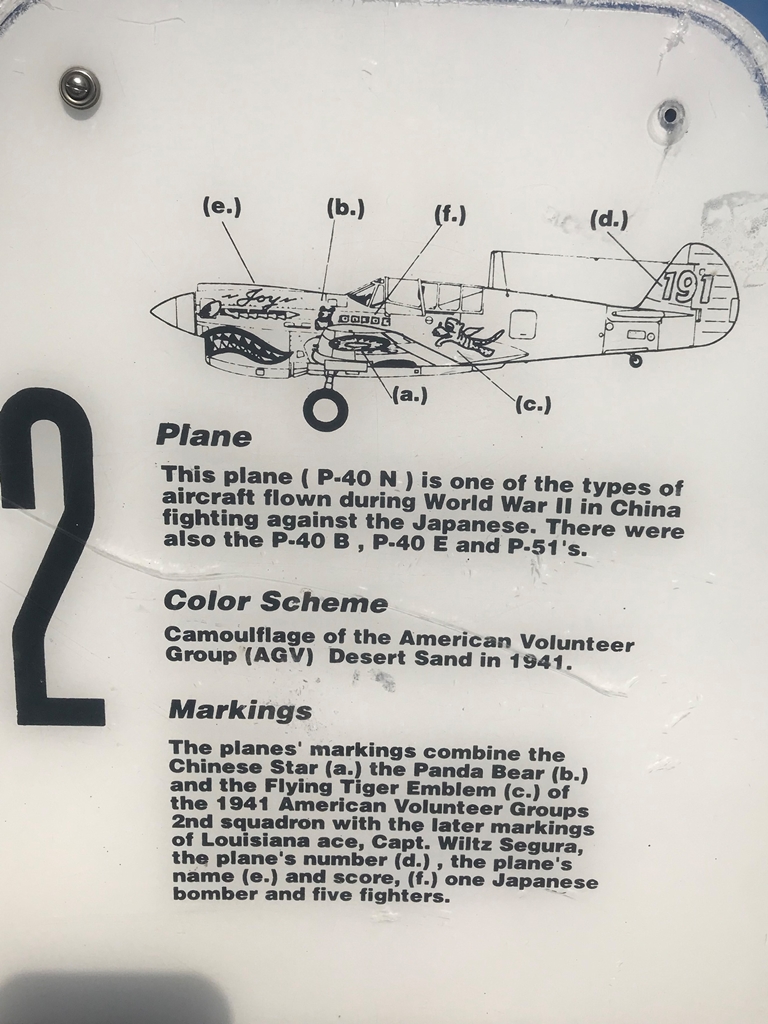 (e.) (b.) (f.) (d.)
Joy
191
(a.) (c.)
2
Plane
This plane ( P-40 N ) is one of the types of
aircraft flown during World War II in China
fighting against the Japanese. There were
also the P-40 B , P-40 E and P-51's.
Color Scheme
Camoulflage of the American Volunteer
Group (AGV) Desert Sand in 1941.
Markings
The planes' markings combine the
Chinese Star (a.) the Panda Bear (b.)
and the Flying Tiger Emblem (c.) of
the 1941 American Volunteer Groups
2nd squadron with the later markings
of Louisiana ace, Capt. Wiltz Segura,
the plane's number (d.) , the plane's
name (e.) and score, (f.) one Japanese
bomber and five fighters.